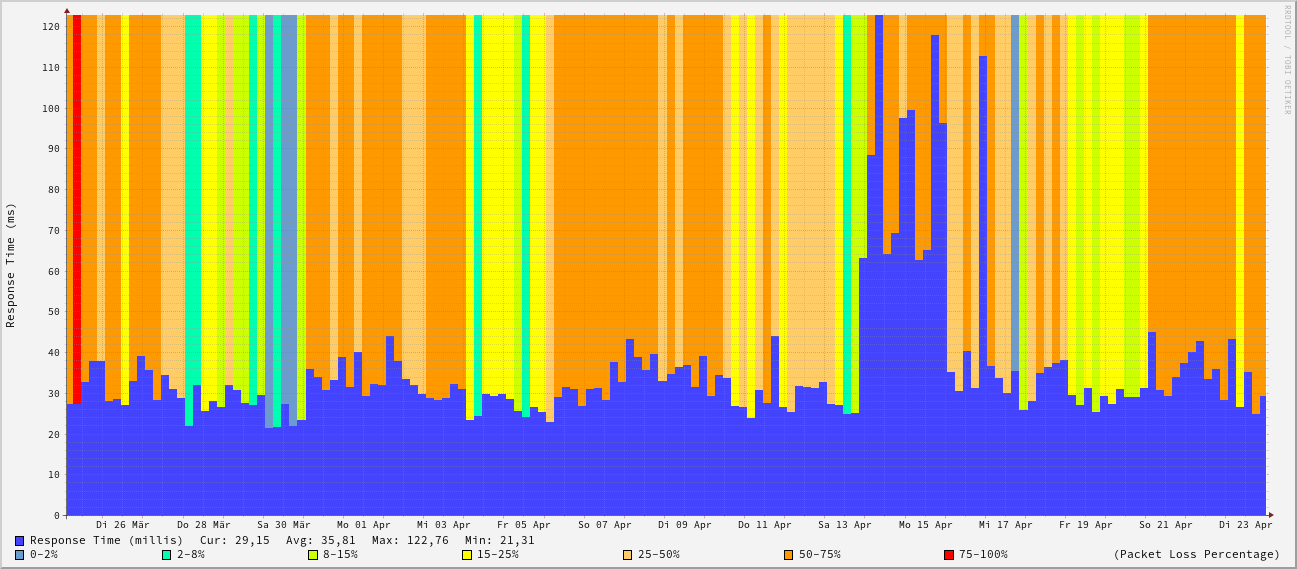 RRDTOOL / TOBI OETIKER
Response Time (ms)
120
110
100
90
80
70
60
50
40
30
20
10
0
Di 26 Mär Do 28 Mär Sa 30 Mär Mo 01 Apr Mi 03 Apr Fr 05 Apr So 07 Apr Di 09 Apr Do 11 Apr Sa 13 Apr Mo 15 Apr Mi 17 Apr Fr 19 Apr So 21 Apr Di 23 Apr
Response Time (millis) Cur: 29,15 Avg: 35,81 Max: 122,76 Min: 21,31
0-2% 2-8% 8-15% 15-25% 25-50% 50-75% 75-100% (Packet Loss Percentage)